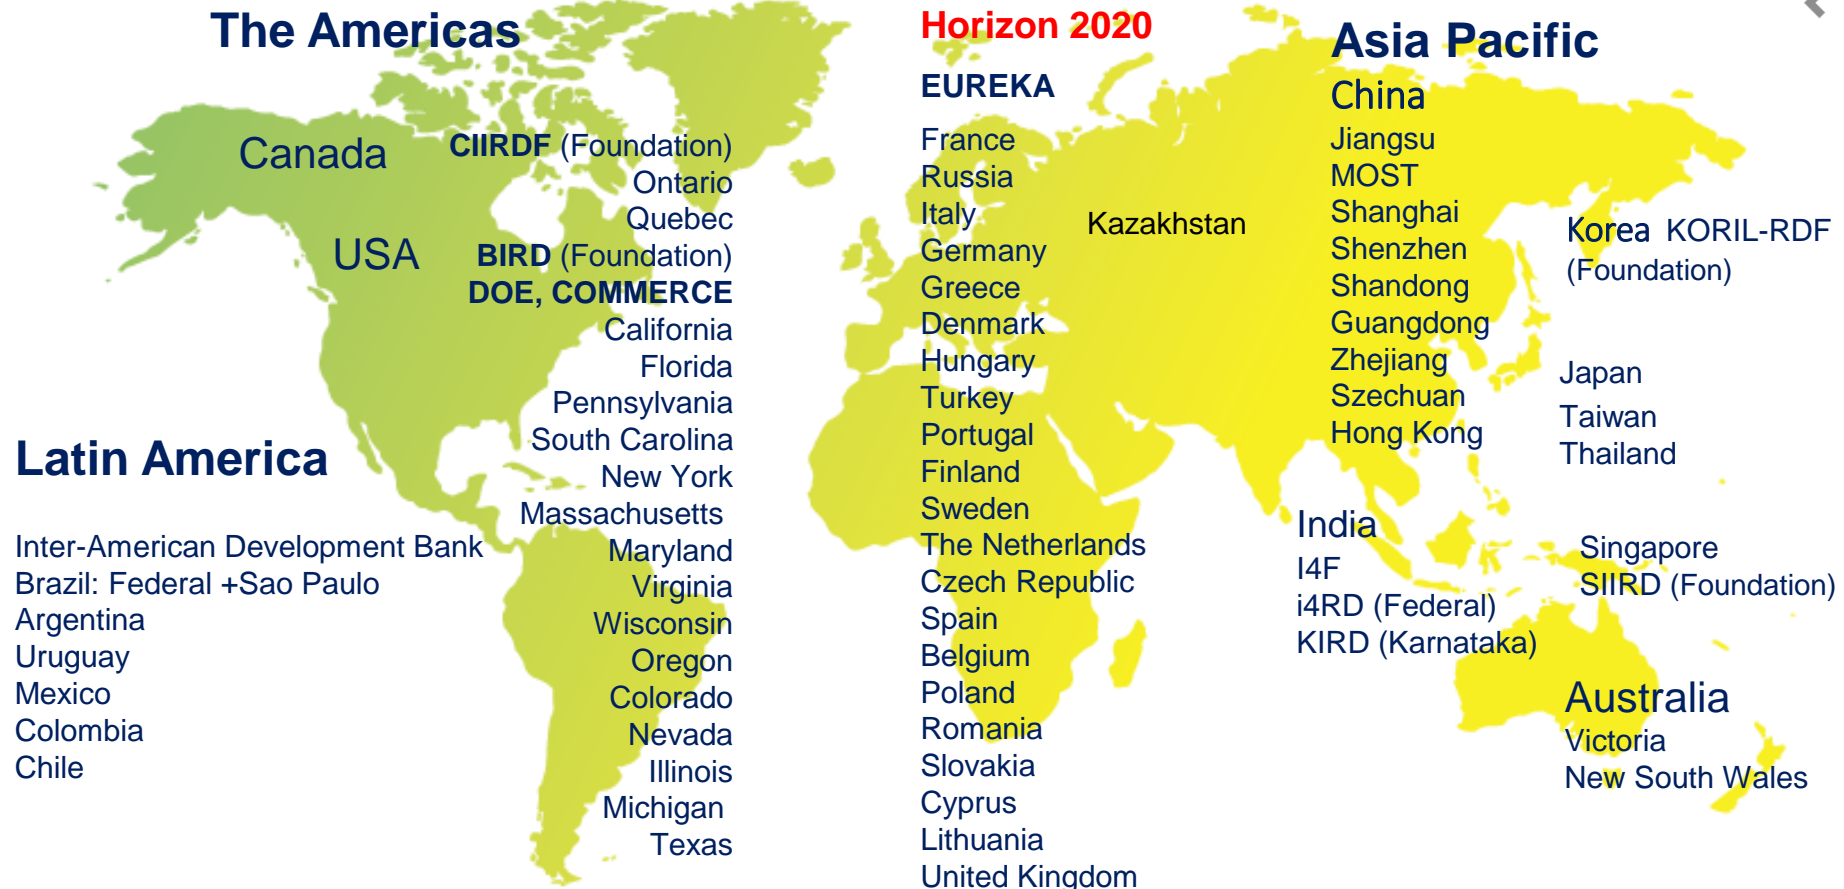 The Americas
Canada
CIIRDF (Foundation)
Ontario
Quebec
USA
BIRD (Foundation)
DOE, COMMERCE
California
Florida
Pennsylvania
South Carolina
New York
Massachusetts
Maryland
Virginia
Wisconsin
Oregon
Colorado
Nevada
Illinois
Michigan
Texas
Latin America
Inter-American Development Bank
Brazil: Federal +Sao Paulo
Argentina
Uruguay
Mexico
Colombia
Chile
Horizon 2020
EUREKA
France
Russia
Italy
Germany
Greece
Denmark
Hungary
Turkey
Portugal
Finland
Sweden
The Netherlands
Czech Republic
Spain
Belgium
Poland
Romania
Slovakia
Cyprus
Lithuania
United Kingdom
Kazakhstan
Asia Pacific
China
Jiangsu
MOST
Shanghai
Shenzhen
Shandong
Guangdong
Zhejiang
Szechuan
Hong Kong
Korea KORIL-RDF
(Foundation)
Japan
Taiwan
Thailand
India
I4F
i4RD (Federal)
KIRD (Karnataka)
Singapore
SIIRD (Foundation)
Australia
Victoria
New South Wales